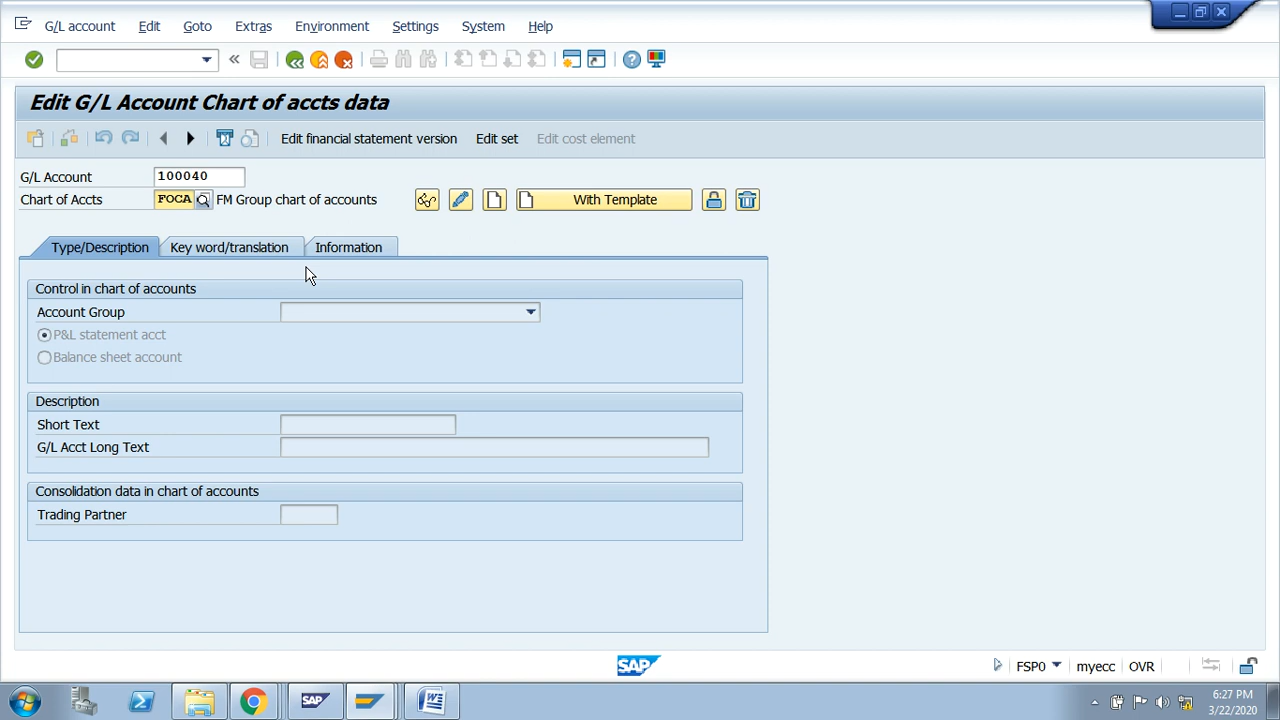 G/L account Edit Goto Extras Environment Settings System Help
Edit G/L Account Chart of accts data
Edit financial statement version Edit set Edit cost element
G/L Account 100040
Chart of Accts FOCA FM Group chart of accounts With Template
Type/Description Key word/translation Information
Control in chart of accounts
Account Group
P&L statement acct
Balance sheet account
Description
Short Text
G/L Acct Long Text
Consolidation data in chart of accounts
Trading Partner
SAP FSP0 myecc OVR
SAP
6:27 PM
3/22/2020